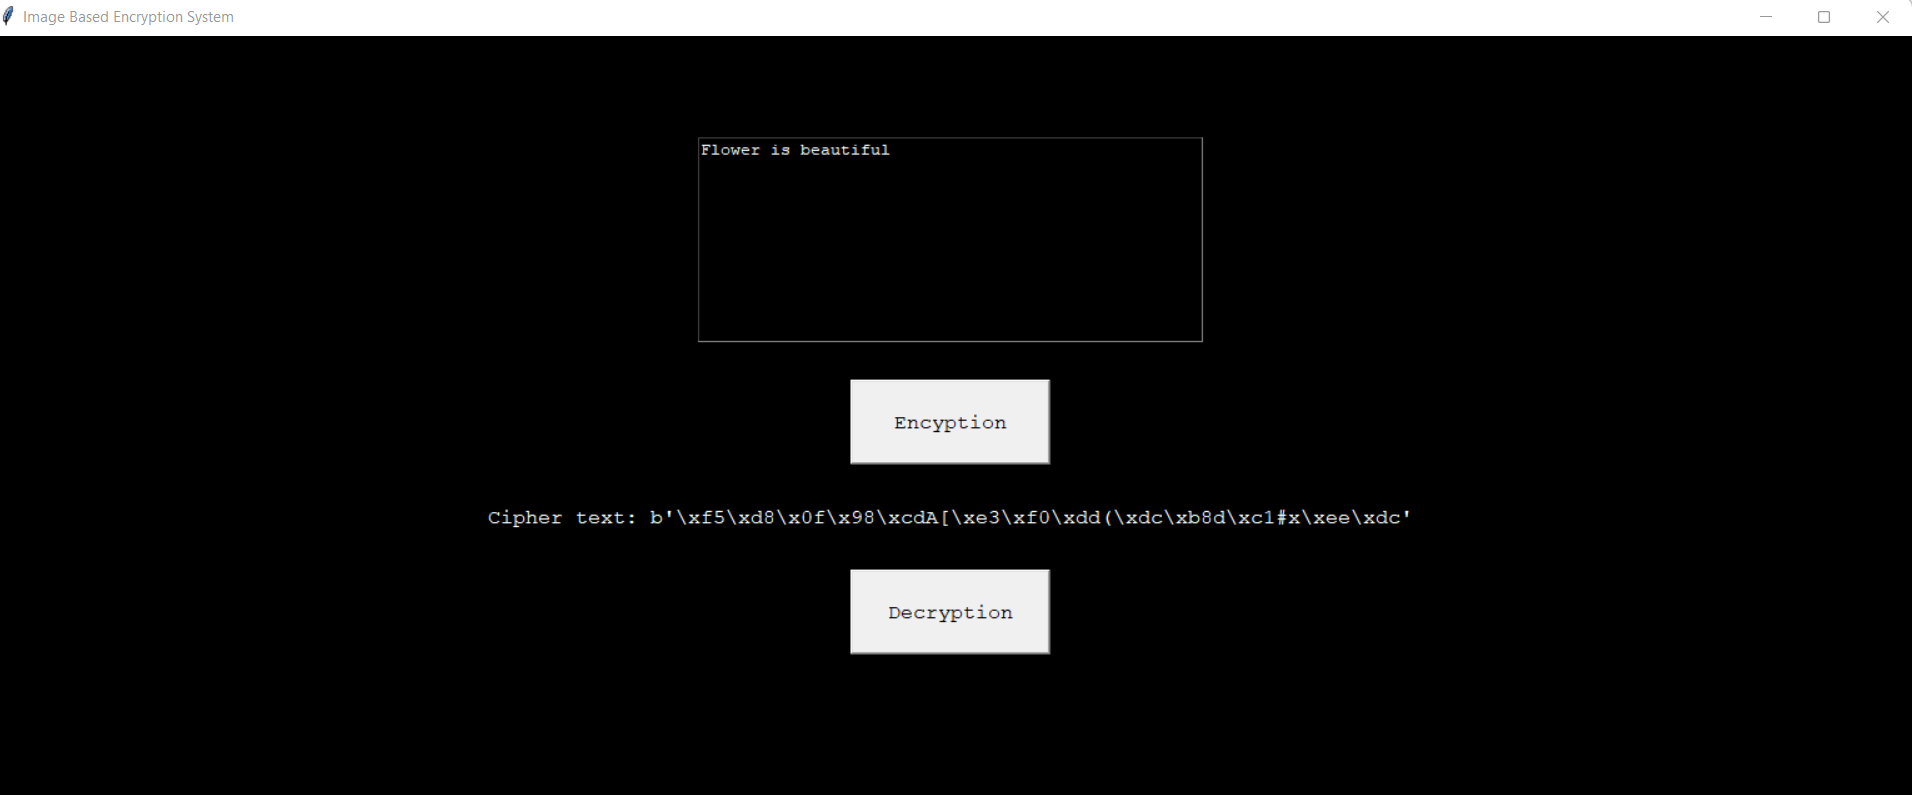 Image Based Encryption System
Flower is beautiful
Encyption
Cipher text: b'\xf5\xd8\x0f\x98\xcdA[\xe3\xf0\xdd(\xdc\xb8d\xc1#x\xee\xdc'
Decryption